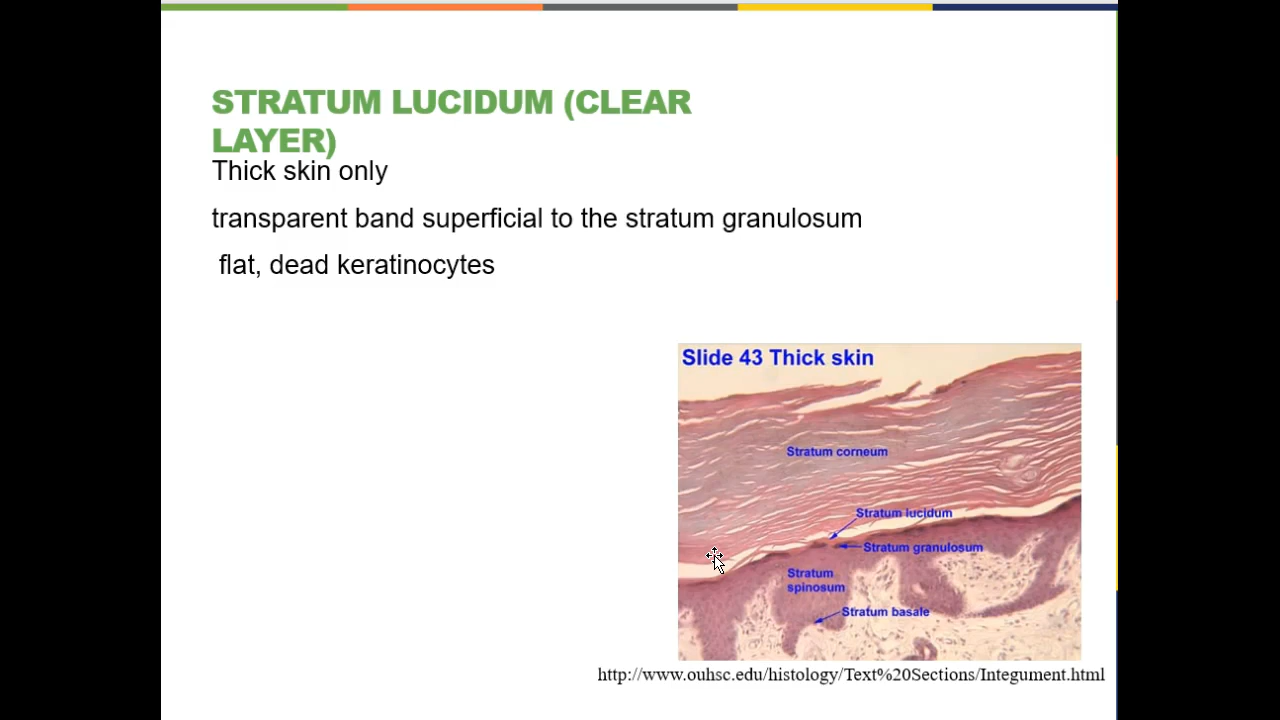 STRATUM LUCIDUM (CLEAR
LAYER)
Thick skin only
transparent band superficial to the stratum granulosum
flat, dead keratinocytes
Slide 43 Thick skin
Stratum corneum
Stratum lucidum
Stratum granulosum
Stratum
spinosum
Stratum basale
http://www.ouhsc.edu/histology/Text%20Sections/Integument.html